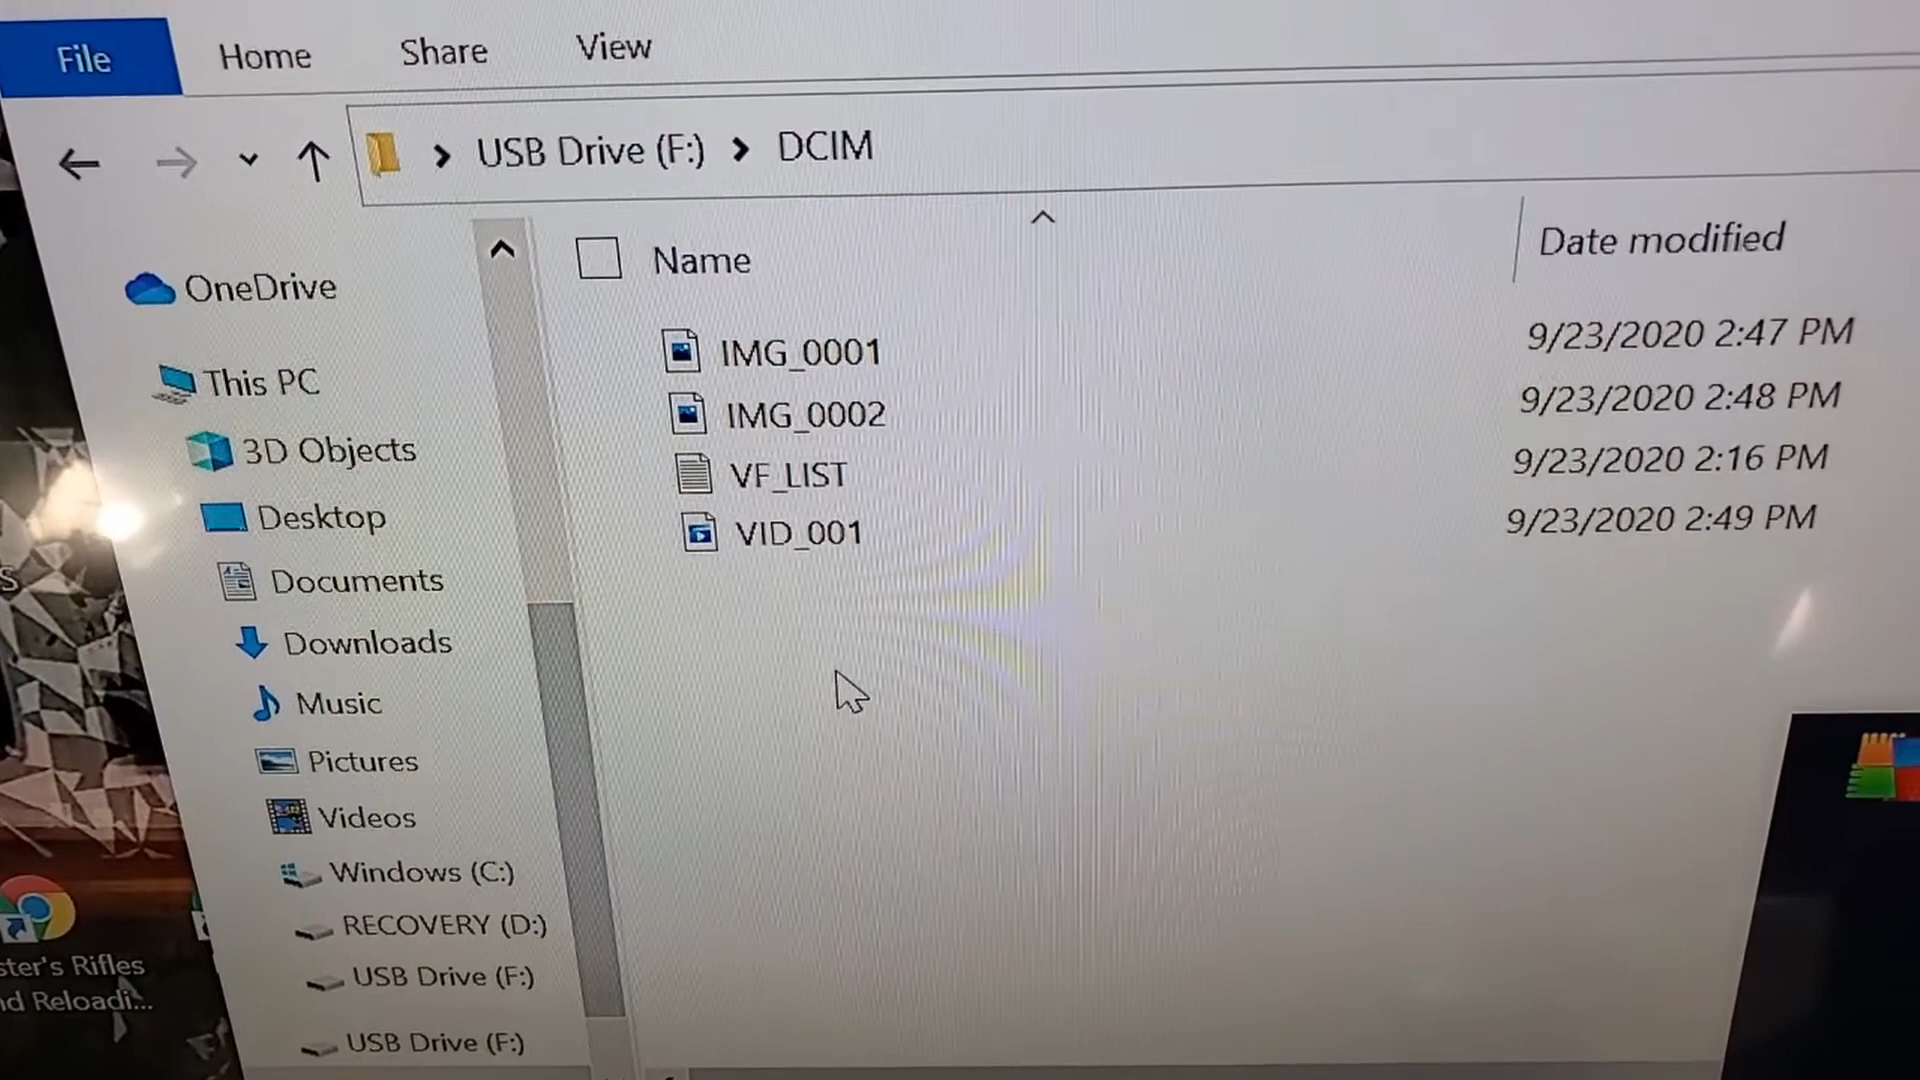 File Home Share View
USB Drive (F:) DCIM
Name Date modified
IMG_0001 9/23/2020 2:47 PM
IMG_0002 9/23/2020 2:48 PM
VF_LIST 9/23/2020 2:16 PM
VID_001 9/23/2020 2:49 PM
OneDrive
This PC
3D Objects
Desktop
Documents
Downloads
Music
Pictures
Videos
Windows (C:)
RECOVERY (D:)
USB Drive (F:)
USB Drive (F:)
ster's Rifles
nd Reloadi...
s